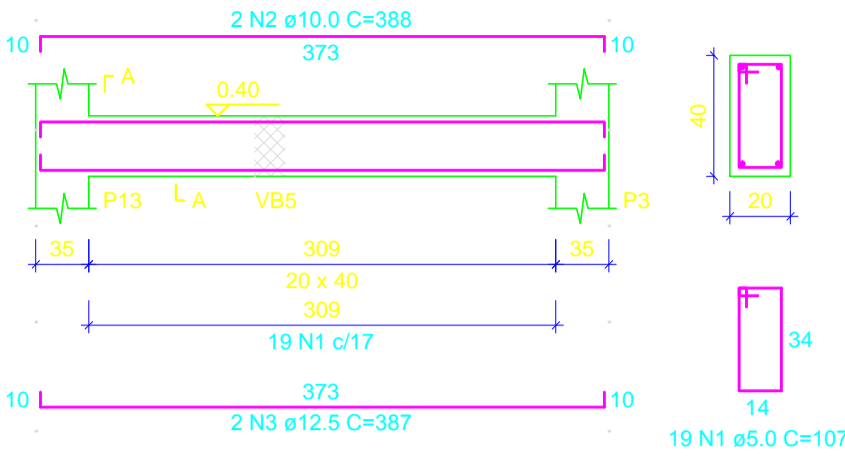 2 N2 ø10.0 C=388
10 373 10
A
0.40
40
P13 A VB5 P3
20
35 309 35
20 x 40
309
19 N1 c/17
34
10 373 10
2 N3 ø12.5 C=387
14
19 N1 ø5.0 C=107